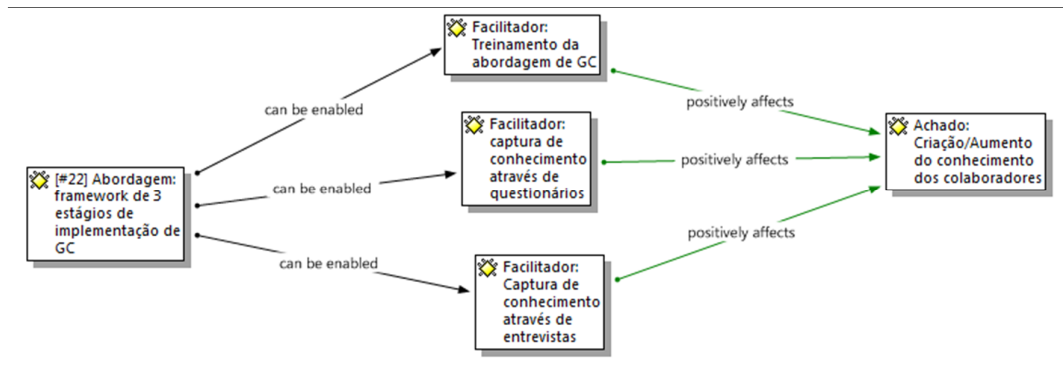 Facilitador:
Treinamento da
abordagem de GC
can be enabled
positively affects
Facilitador:
captura de
conhecimento
através de
questionários
Achado:
Criação/Aumento
do conhecimento
dos colaboradores
positively affects
[#22] Abordagem:
framework de 3
estágios de
implementação de
GC
can be enabled
positively affects
can be enabled
Facilitador:
Captura de
conhecimento
através de
entrevistas